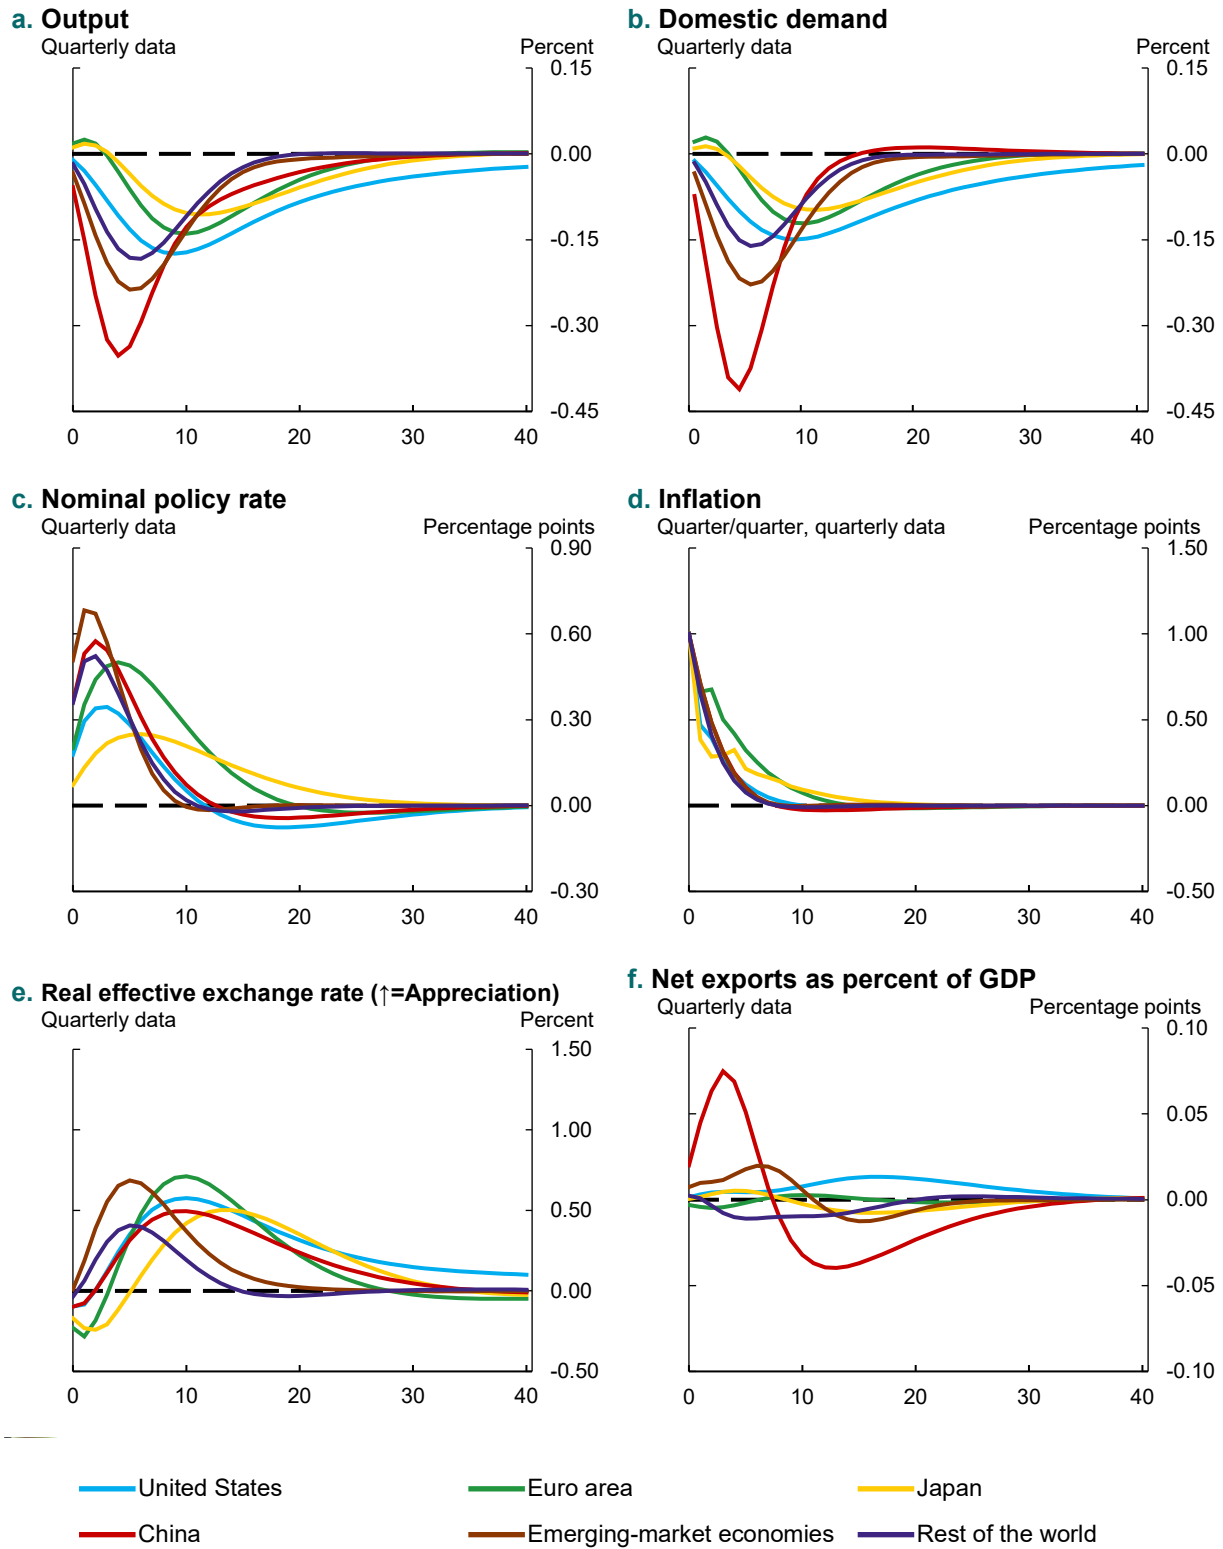 a. Output
Quarterly data Percent
0.15
0.00
-0.15
-0.30
-0.45
0 10 20 30 40
b. Domestic demand
Quarterly data Percent
0.15
0.00
-0.15
-0.30
-0.45
0 10 20 30 40
c. Nominal policy rate
Quarterly data Percentage points
0.90
0.60
0.30
0.00
-0.30
0 10 20 30 40
d. Inflation
Quarter/quarter, quarterly data Percentage points
1.50
1.00
0.50
0.00
-0.50
0 10 20 30 40
e. Real effective exchange rate (↑=Appreciation)
Quarterly data Percent
1.50
1.00
0.50
0.00
-0.50
0 10 20 30 40
f. Net exports as percent of GDP
Quarterly data Percentage points
0.10
0.05
0.00
-0.05
-0.10
0 10 20 30 40
United States Euro area Japan
China Emerging-market economies Rest of the world